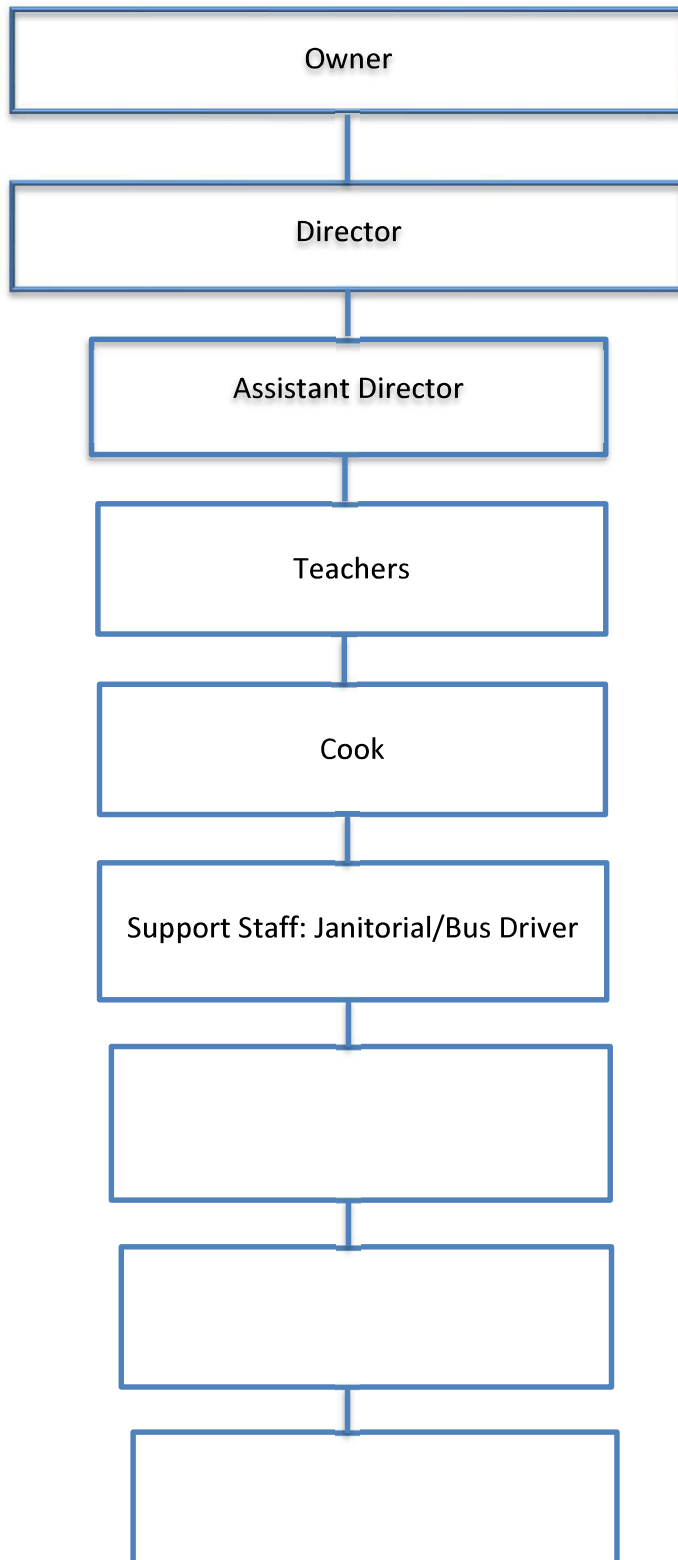 Owner
Director
Assistant Director
Teachers
Cook
Support Staff: Janitorial/Bus Driver